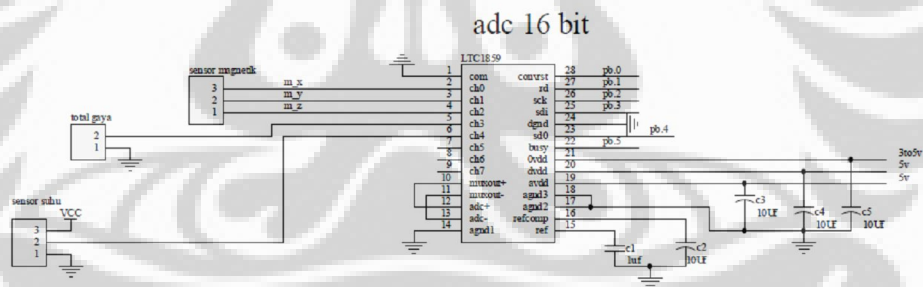 adc 16 bit
LTC1859
sensor magnetik
3 m_x
2 m_y
1 m_z
total gaya
2
1
sensor suhu
VCC
3
2
1
1 com convrst 28 pb.0
2 ch0 rd 27 pb.1
3 ch1 sck 26 pb.2
4 ch2 sdi 25 pb.3
5 ch3 dgnd 24
6 ch4 sd0 23 pb.4
7 ch5 busy 22 pb.5
8 ch6 0vdd 21 3to5v
9 ch7 dvdd 20 5v
10 muxout+ avdd 19 5v
11 muxout- agnd3 18
12 adc+ agnd2 17
13 adc- refcomp 16
14 agnd1 ref 15
c3
10Uf
c4
10Uf
c5
10Uf
c1
1uf
c2
10Uf